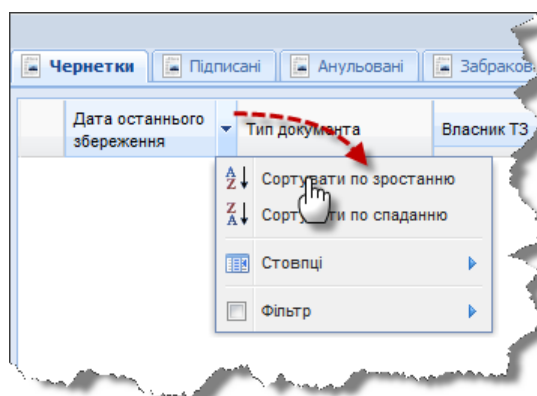 Чернетки Підписані Анульовані Забраков
Дата останнього збереження Тип документа Власник ТЗ
Сортувати по зростанню
Сортувати по спаданню
Стовпці
Фільтр